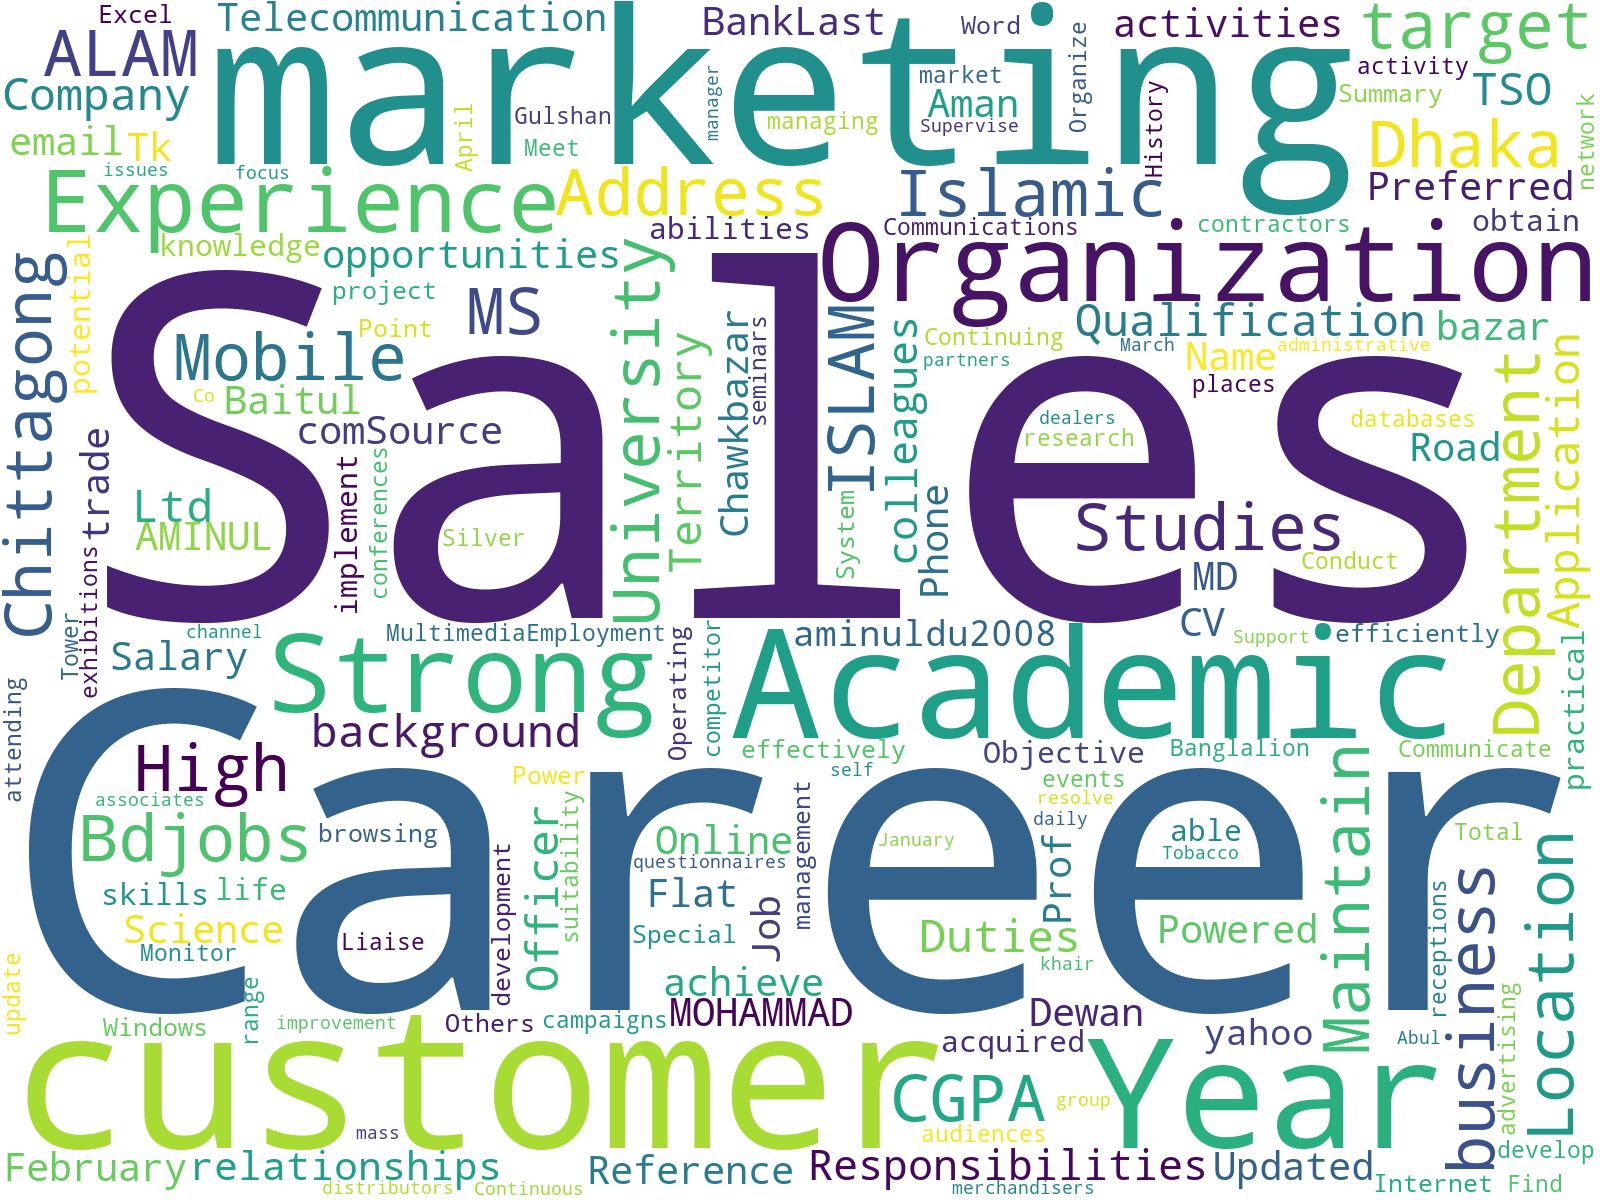 Excel
Telecommunication
BankLast
Word
activities
target
ALAM
marketing
Organize
Company
manager
market
activity
Summary
TSO
Aman
managing
Supervise
History
network
email
Tk
April
Gulshan
Meet
Dhaka
issues
focus
Experience
Address
Islamic
Preferred
knowledge
opportunities
abilities
Communications
contractors
obtain
Organization
Chittagong
potential
project
MS
University
Territory
Chawkbazar
seminars
ISLAM
colleagues
Continuing
Qualification
bazar
Point
Mobile
partners
March
Name
administrative
places
Co
Baitul
Sales
dealers
databases
comSource
research
Road
Department
Application
trade
implement
conferences
Ltd
AMINUL
Silver
System
Phone
Studies
Conduct
MD
exhibitions
Tower
channel
MultimediaEmployment
aminuldu2008
CV
Support
efficiently
Salary
Strong
Operating
competitor
Academic
practical
attending
background
High
effectively
Objective
Banglalion
Communicate
Power
self
events
associates
resolve
Maintain
Bdjobs
browsing
Officer
suitability
Online
management
January
daily
able
Total
Tobacco
questionnaires
Career
skills
life
Flat
Job
Prof
receptions
business
Location
Science
Liaise
development
Special
Duties
Powered
Monitor
khair
update
range
achieve
Windows
improvement
Others
campaigns
MOHAMMAD
Dewan
yahoo
Abul
advertising
acquired
customer
CGPA
group
Year
mass
audiences
develop
February
relationships
Reference
Responsibilities
Updated
Internet
Find
distributors
Continuous
merchandisers